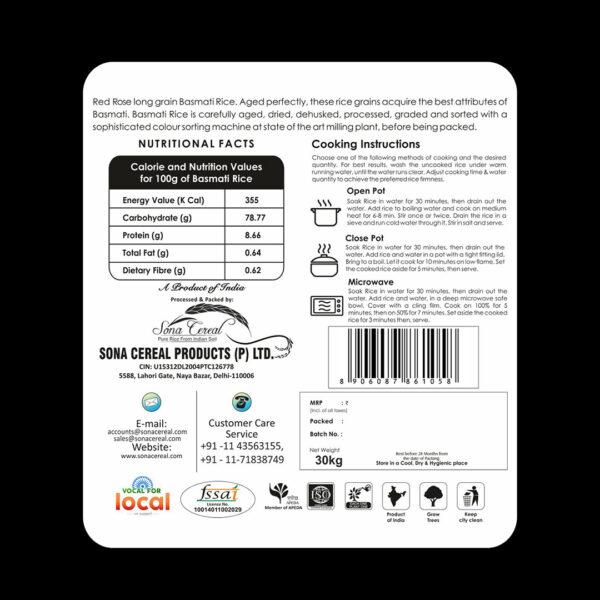 Red Rose long grain Basmati Rice. Aged perfectly, these rice grains acquire the best attributes of
Basmati. Basmati Rice is carefully aged, dried, dehusked, processed, graded and sorted with a
sophisticated colour sorting machine at state of the art milling plant, before being packed.
NUTRITIONAL FACTS
Calorie and Nutrition Values
for 100g of Basmati Rice
Energy Value (K Cal) 355
Carbohydrate (g) 78.77
Protein (g) 8.66
Total Fat (g) 0.64
Dietary Fibre (g) 0.62
A Product of India
Processed & Packed by:
Sona Cereal
Pure Rice From Indian Soil
SONA CEREAL PRODUCTS (P) LTD.
CIN: U15312DL2004PTC126778
5588, Lahori Gate, Naya Bazar, Delhi-110006
E-mail:
accounts@sonacereal.com
sales@sonacereal.com
Website:
www.sonacereal.com
Customer Care
Service
+91 -11 43563155,
+91 - 11-71838749
Cooking Instructions
Choose one of the following methods of cooking and the desired
quantity. For best results, wash the uncooked rice under warm
running water, until the water runs clear. Adjust cooking time & water
quantity to achieve the preferred rice firmness.
Open Pot
Soak Rice in water for 30 minutes, then drain out the
water. Add rice to boiling water and cook on medium
heat for 6-8 min. Stir once or twice. Drain the rice in a
sieve and run cold water through it. Stir in salt and serve.
Close Pot
Soak Rice in water for 30 minutes, then drain out the
water. Add rice and water in a pot with a tight fitting lid.
Bring to a boil. Let it cook for 10 minutes on low flame. Set
the cooked rice aside for 5 minutes, then serve.
Microwave
Soak Rice in water for 30 minutes, then drain out the
water. Add rice and water, in a deep microwave safe
bowl. Cover with a cling film. Cook on 100% for 5
minutes, then on 50% for 7 minutes. Set aside the cooked
rice for 3 minutes then, serve.
8 906087 861058
MRP : ₹
(Incl. of all taxes)
Packed :
Batch No. :
Net Weight
30kg
Best before 24 Months from
the date of Packing
Store in a Cool, Dry & Hygienic place
VOCAL FOR
local
fssai
License No.
10014011002029
एपीडा
APEDA
Member of APEDA
ISO
Product
of India
Grow
Trees
Keep
city clean